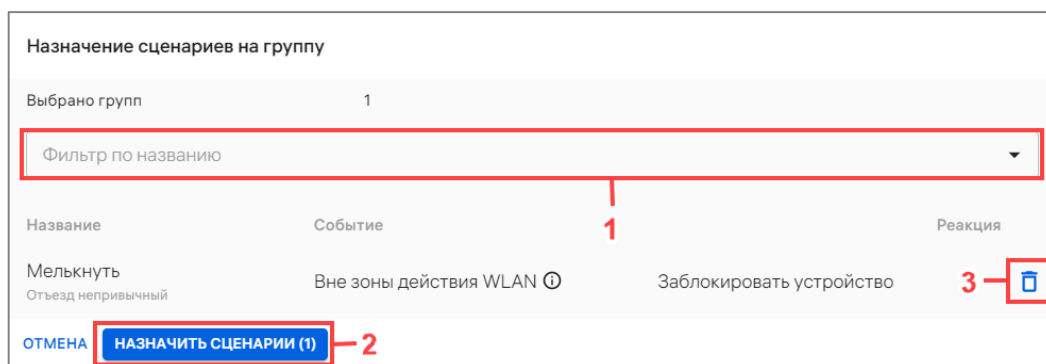 Назначение сценариев на группу
Выбрано групп 1
Фильтр по названию
1
Название Событие Реакция
Мелькнуть Вне зоны действия WLAN Заблокировать устройство 3
Отъезд непривычный
ОТМЕНА НАЗНАЧИТЬ СЦЕНАРИИ (1) 2